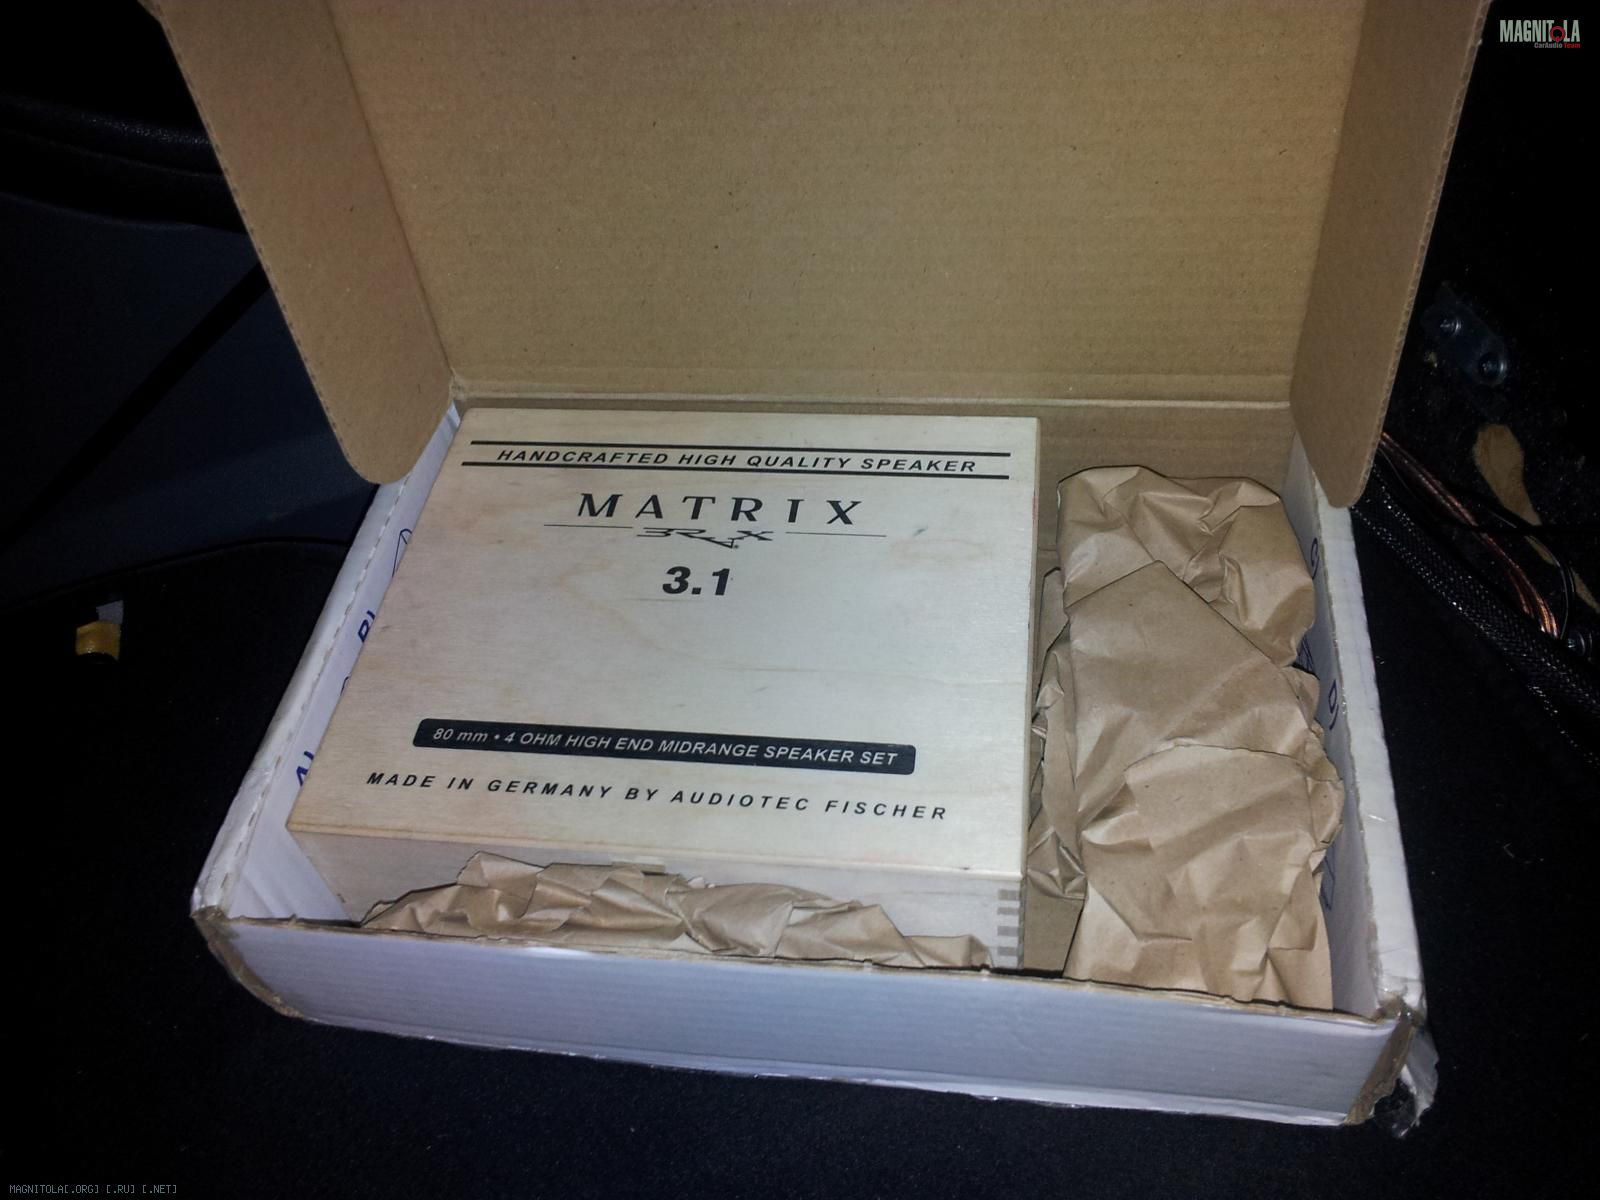 MAGNITOLA
CarAudio Team
HANDCRAFTED HIGH QUALITY SPEAKER
MATRIX
BRAX
3.1
80 mm • 4 OHM HIGH END MIDRANGE SPEAKER SET
MADE IN GERMANY BY AUDIOTEC FISCHER
MAGNITOLA[.ORG] [.RU] [.NET]